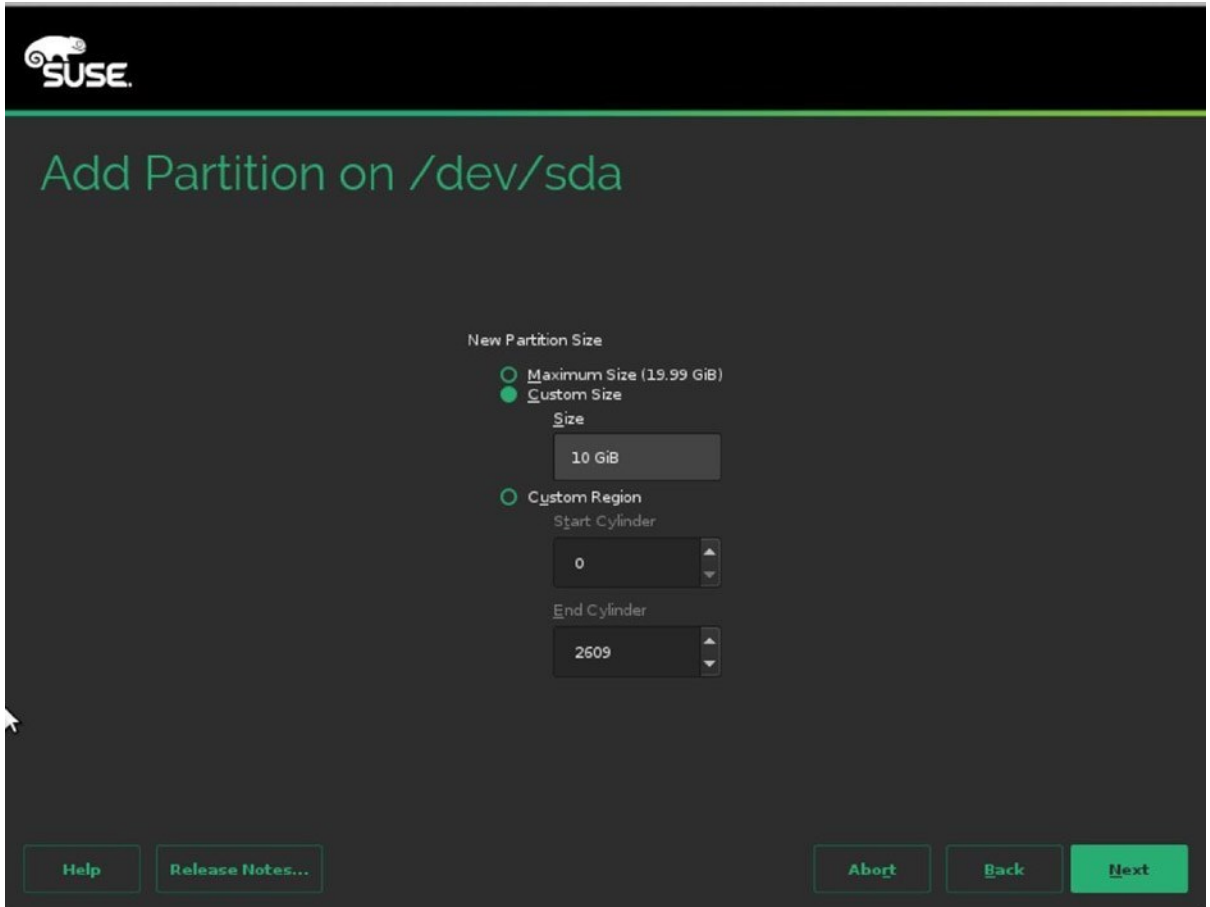 SUSE.
Add Partition on /dev/sda
New Partition Size
Maximum Size (19.99 GiB)
Custom Size
Size
10 GiB
Custom Region
Start Cylinder
0
End Cylinder
2609
Help Release Notes... Abort Back Next